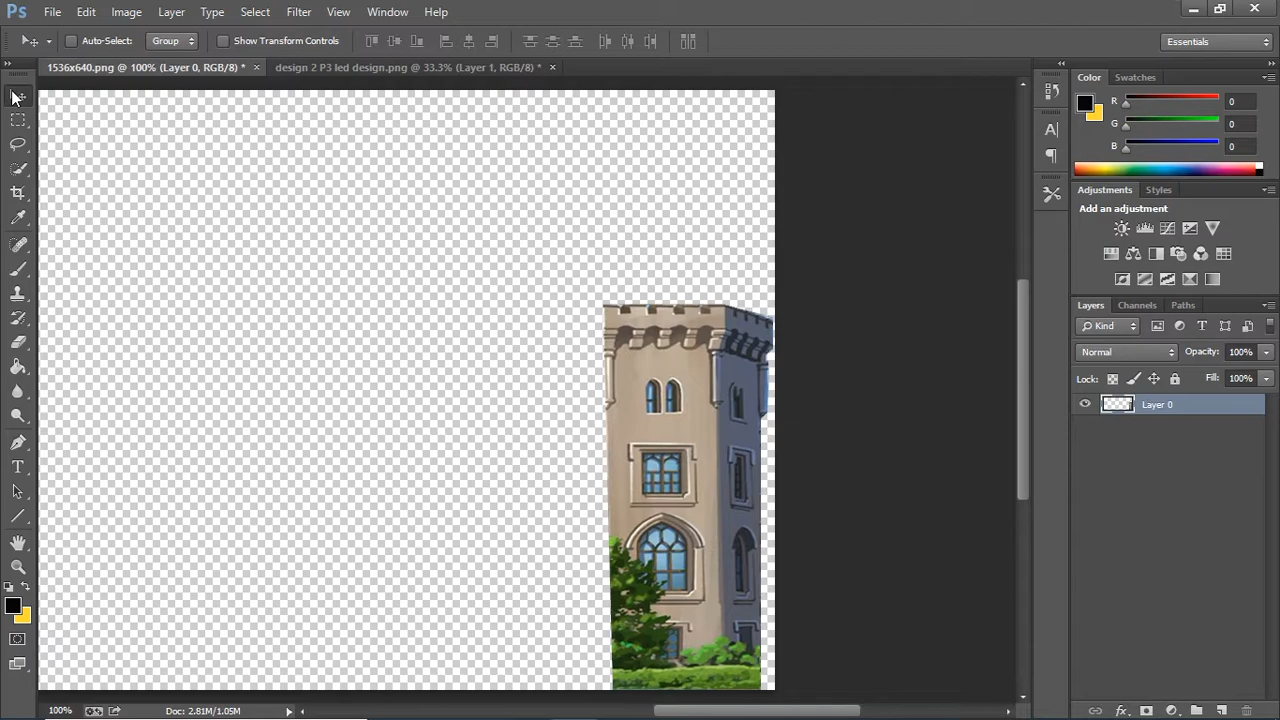 Ps File Edit Image Layer Type Select Filter View Window Help
Auto-Select: Group Show Transform Controls Essentials
1536x640.png @ 100% (Layer 0, RGB/8) * × design 2 P3 led design.png @ 33.3% (Layer 1, RGB/8) * ×
Color Swatches
R 0
G 0
B 0
Adjustments Styles
Add an adjustment
Layers Channels Paths
Kind
Normal Opacity: 100%
Lock: Fill: 100%
Layer 0
100% Doc: 2.81M/1.05M